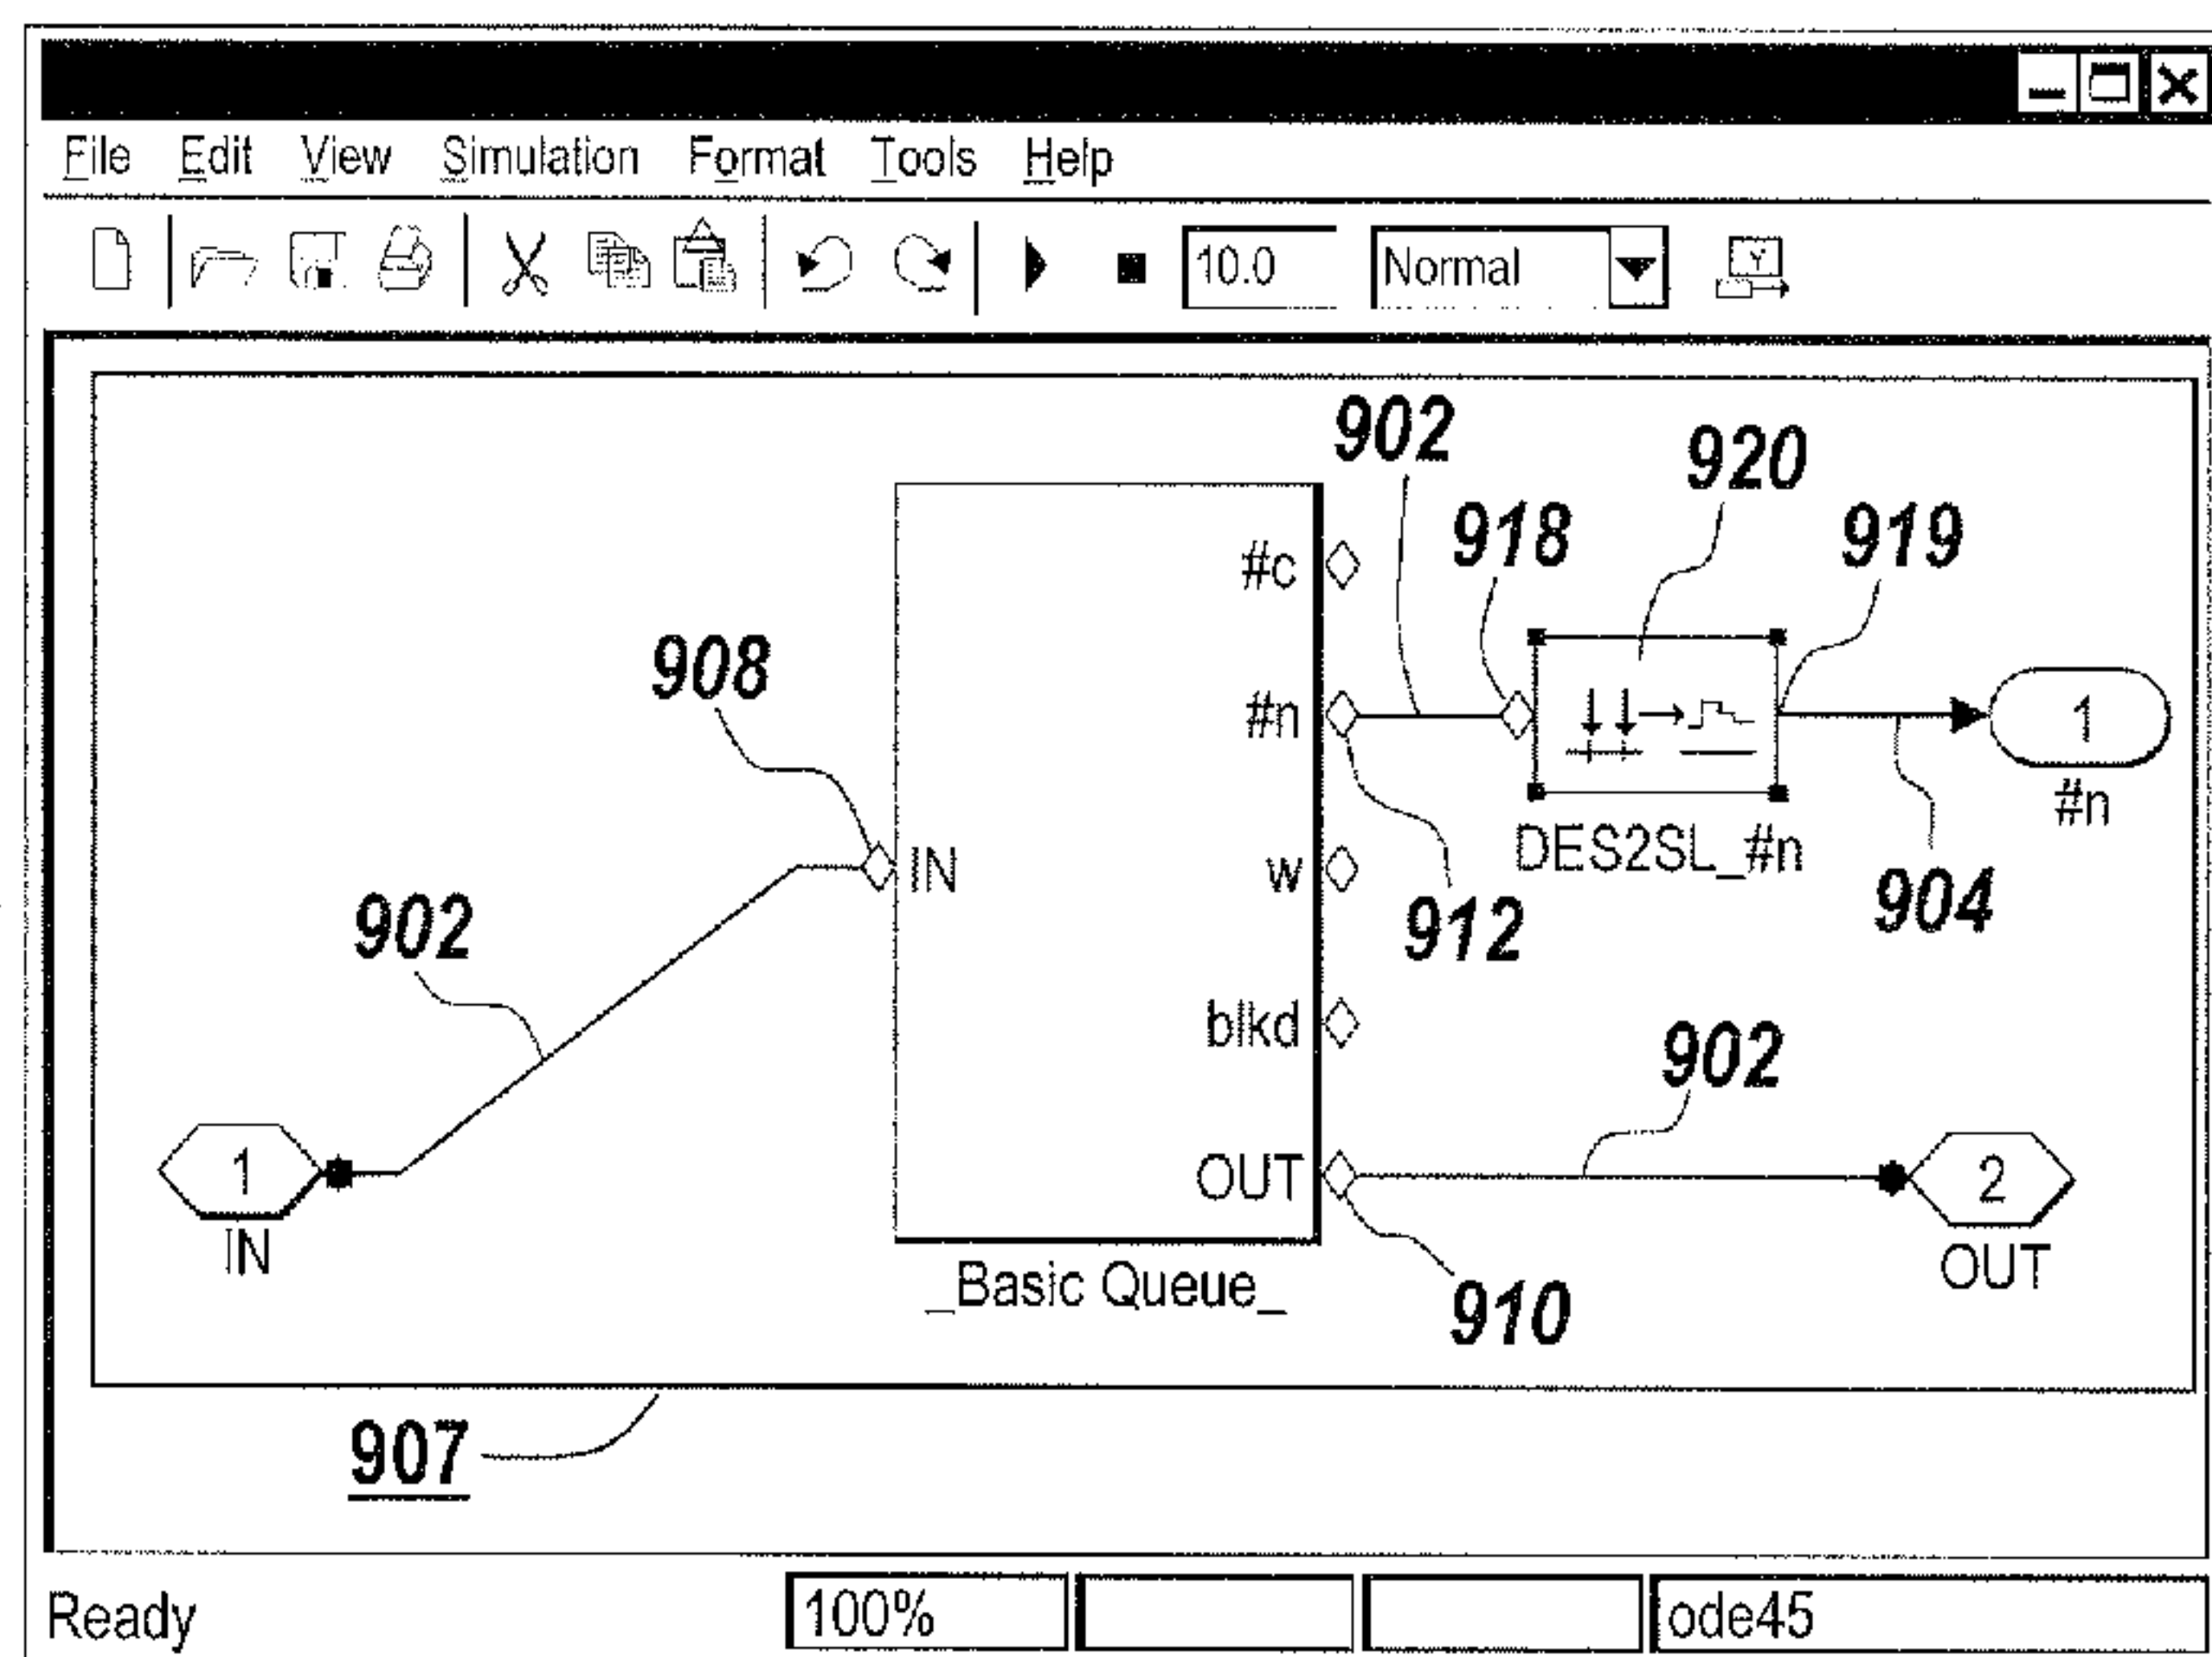 File Edit View Simulation Format Tools Help
10.0 Normal
902
920
918
919
#c
908
#n
1
#n
DES2SL_#n
IN
w
902
912
904
blkd
902
1
OUT
2
IN
OUT
_Basic Queue_
910
907
Ready 100% ode45